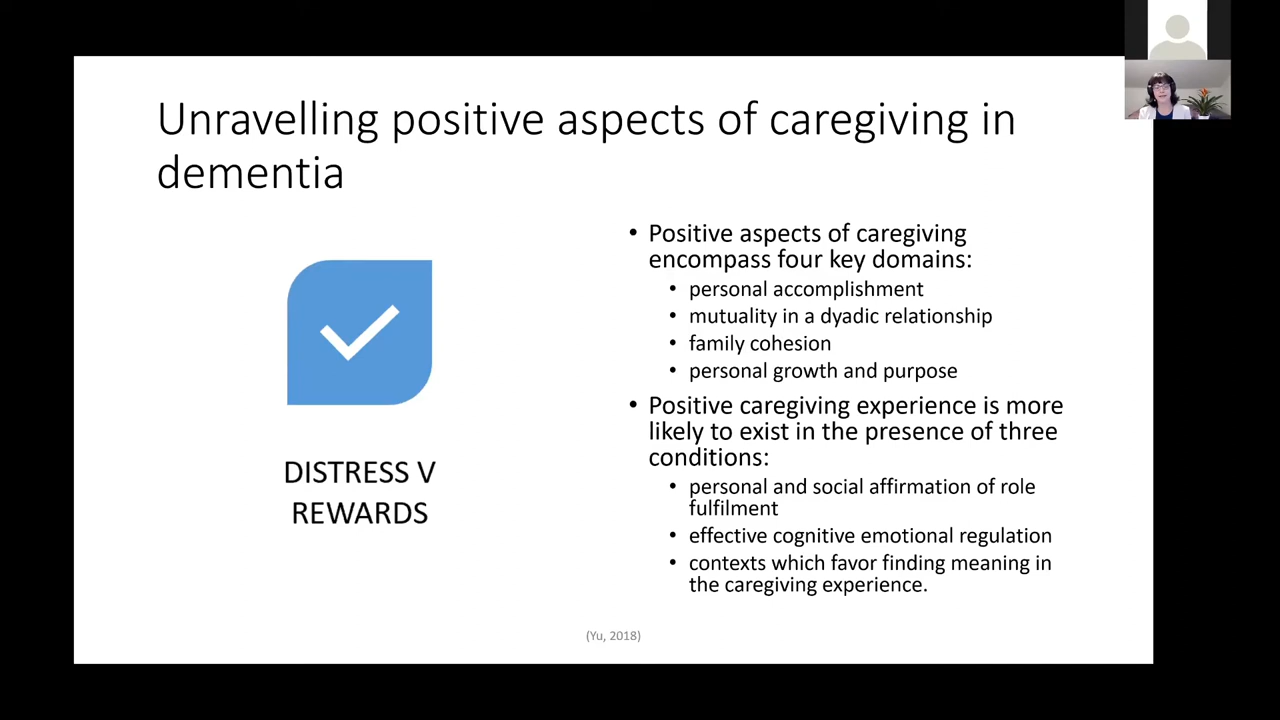 Unravelling positive aspects of caregiving in
dementia
DISTRESS V
REWARDS
• Positive aspects of caregiving
encompass four key domains:
• personal accomplishment
• mutuality in a dyadic relationship
• family cohesion
• personal growth and purpose
• Positive caregiving experience is more
likely to exist in the presence of three
conditions:
• personal and social affirmation of role
fulfilment
• effective cognitive emotional regulation
• contexts which favor finding meaning in
the caregiving experience.
(Yu, 2018)